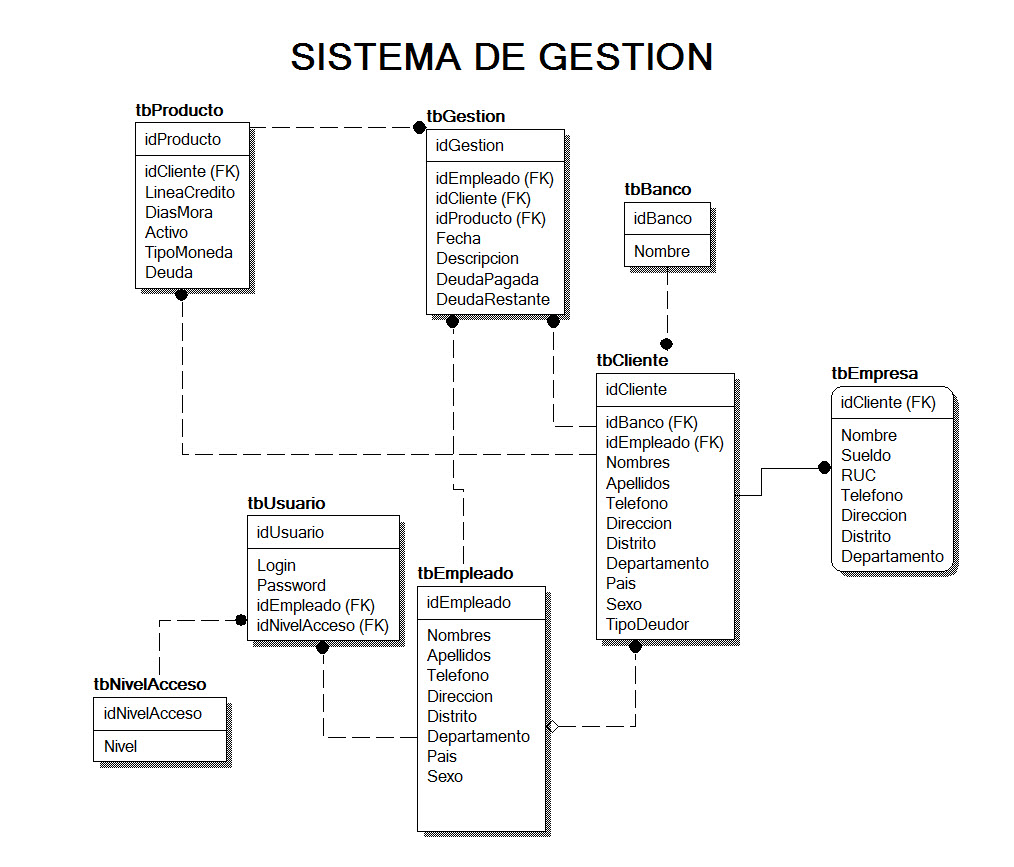 SISTEMA DE GESTION
tbProducto
idProducto
idCliente (FK)
LineaCredito
DiasMora
Activo
TipoMoneda
Deuda
tbGestion
idGestion
idEmpleado (FK)
idCliente (FK)
idProducto (FK)
Fecha
Descripcion
DeudaPagada
DeudaRestante
tbBanco
idBanco
Nombre
tbCliente
idCliente
idBanco (FK)
idEmpleado (FK)
Nombres
Apellidos
Telefono
Direccion
Distrito
Departamento
Pais
Sexo
TipoDeudor
tbEmpresa
idCliente (FK)
Nombre
Sueldo
RUC
Telefono
Direccion
Distrito
Departamento
tbUsuario
idUsuario
Login
Password
idEmpleado (FK)
idNivelAcceso (FK)
tbEmpleado
idEmpleado
Nombres
Apellidos
Telefono
Direccion
Distrito
Departamento
Pais
Sexo
tbNivelAcceso
idNivelAcceso
Nivel